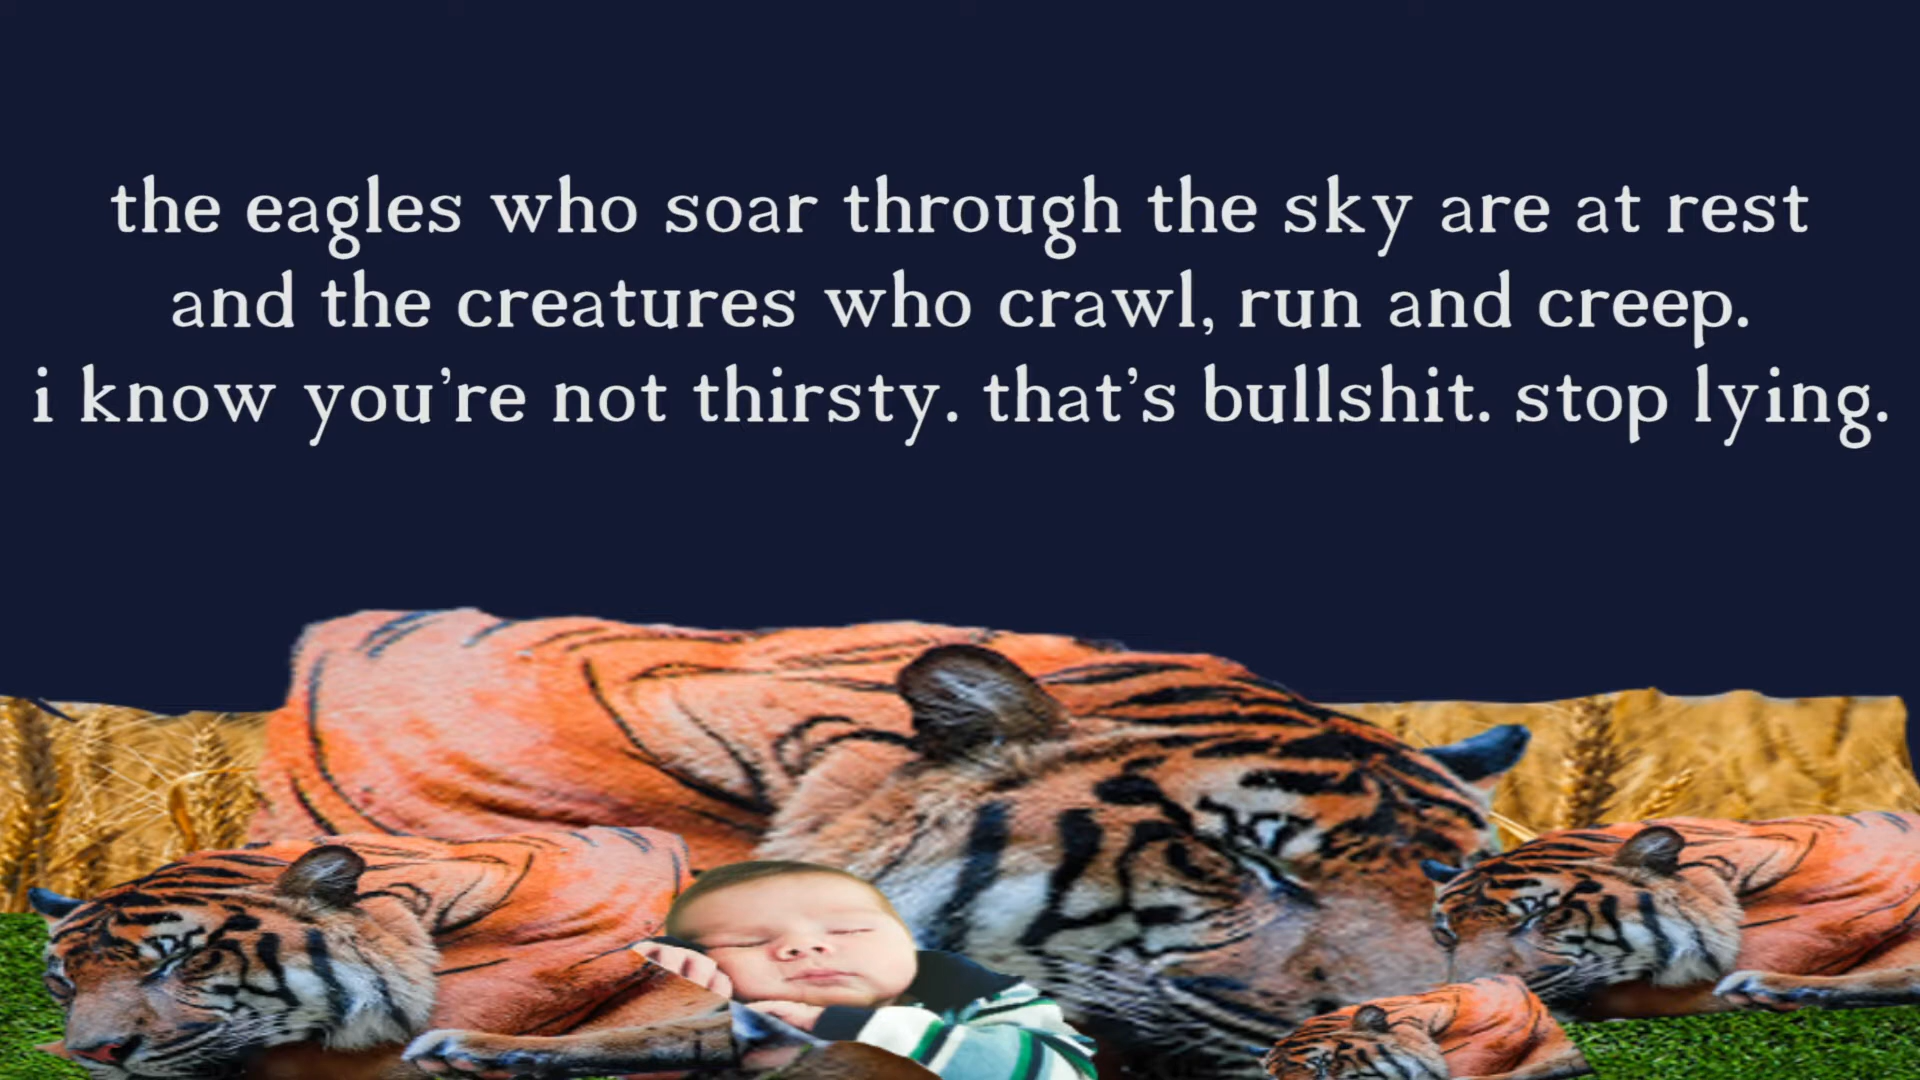 the eagles who soar through the sky are at rest
and the creatures who crawl, run and creep.
i know you’re not thirsty. that’s bullshit. stop lying.